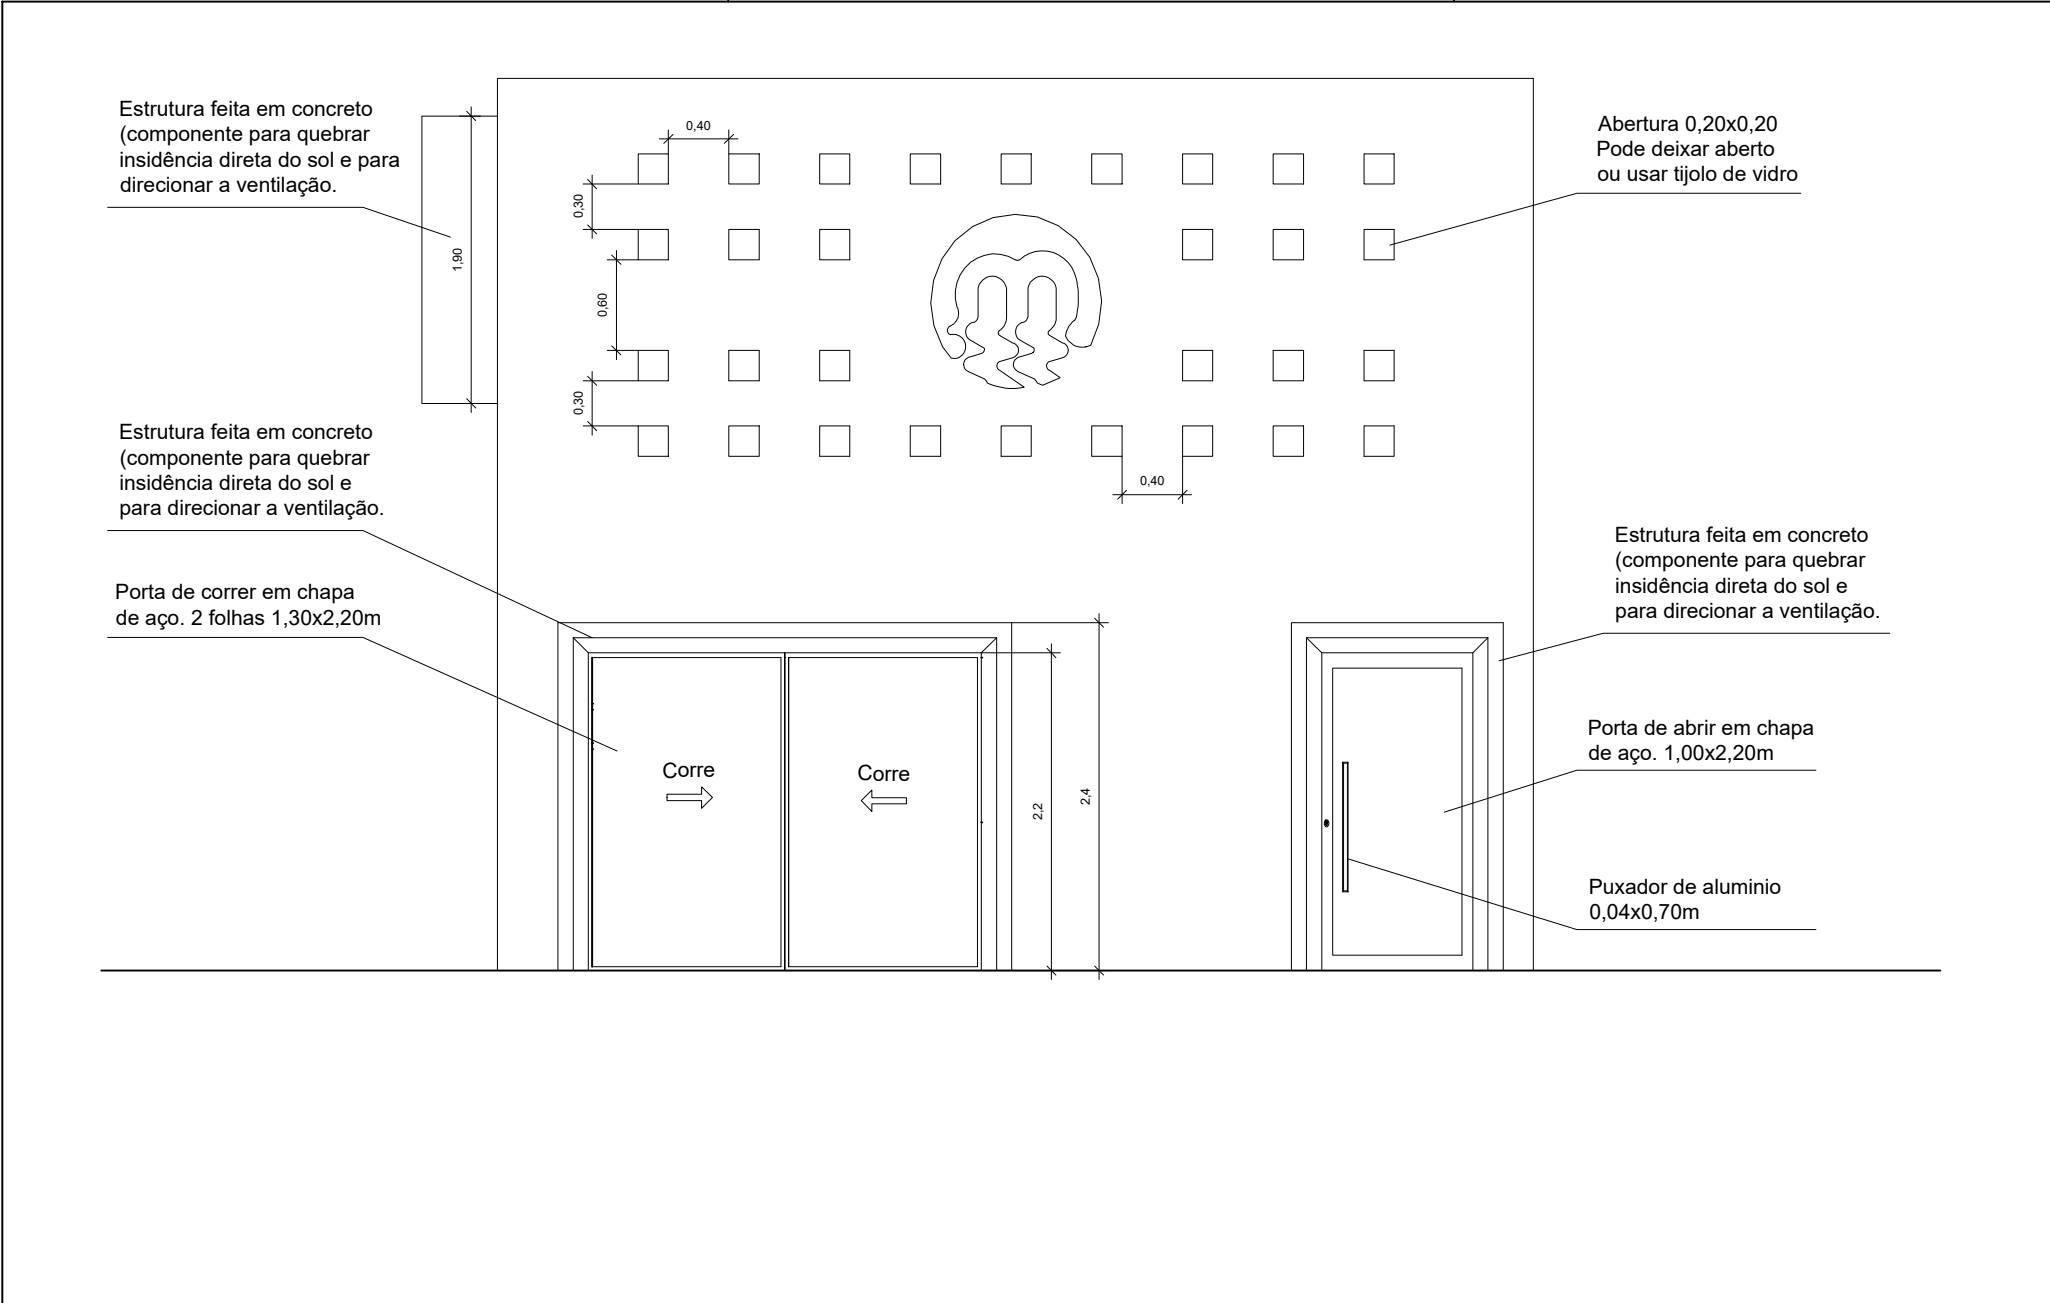 Estrutura feita em concreto
(componente para quebrar
insidência direta do sol e para
direcionar a ventilação.
1,90
0,40
0,30
0,60
0,30
0,40
Abertura 0,20x0,20
Pode deixar aberto
ou usar tijolo de vidro
Estrutura feita em concreto
(componente para quebrar
insidência direta do sol e
para direcionar a ventilação.
Porta de correr em chapa
de aço. 2 folhas 1,30x2,20m
Corre
Corre
2,2
2,4
Estrutura feita em concreto
(componente para quebrar
insidência direta do sol e
para direcionar a ventilação.
Porta de abrir em chapa
de aço. 1,00x2,20m
Puxador de aluminio
0,04x0,70m